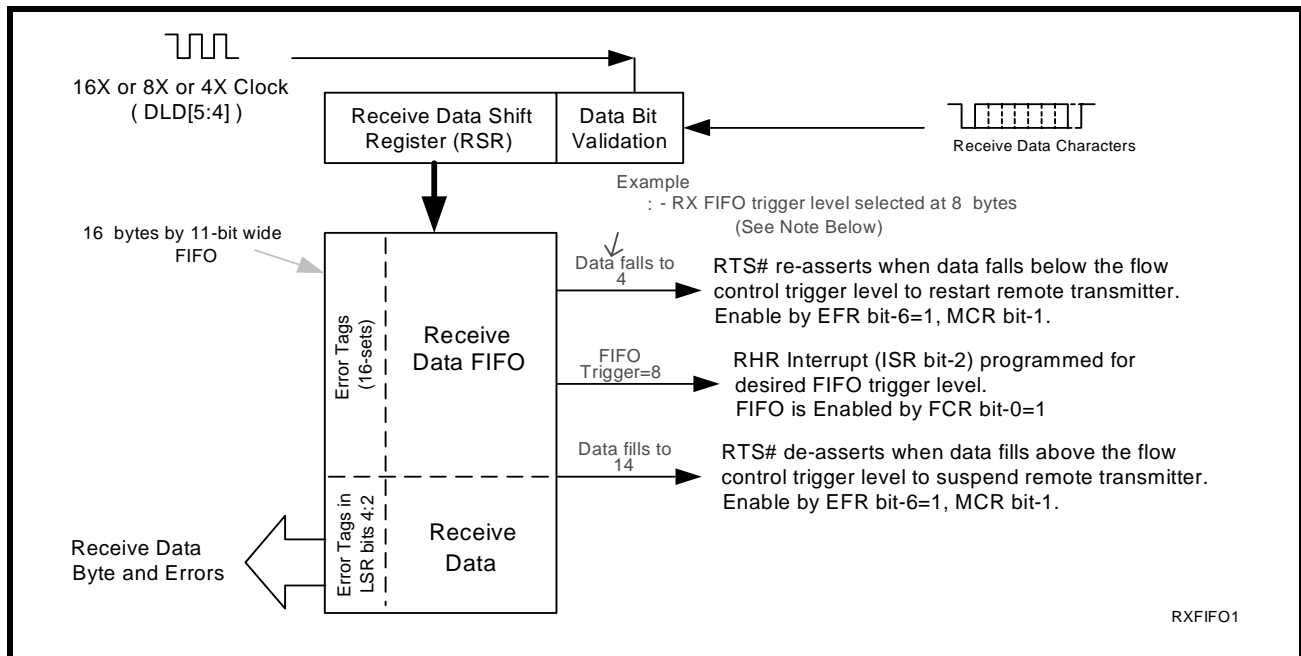 16X or 8X or 4X Clock
( DLD[5:4] )
Receive Data Shift
Register (RSR)
Data Bit
Validation
Receive Data Characters
Example
: - RX FIFO trigger level selected at 8 bytes
(See Note Below)
16 bytes by 11-bit wide
FIFO
Error Tags
(16-sets)
Receive
Data FIFO
Data falls to
4
RTS# re-asserts when data falls below the flow
control trigger level to restart remote transmitter.
Enable by EFR bit-6=1, MCR bit-1.
FIFO
Trigger=8
RHR Interrupt (ISR bit-2) programmed for
desired FIFO trigger level.
FIFO is Enabled by FCR bit-0=1
Data fills to
14
RTS# de-asserts when data fills above the flow
control trigger level to suspend remote transmitter.
Enable by EFR bit-6=1, MCR bit-1.
Error Tags in
LSR bits 4:2
Receive
Data
Receive Data
Byte and Errors
RXFIFO1